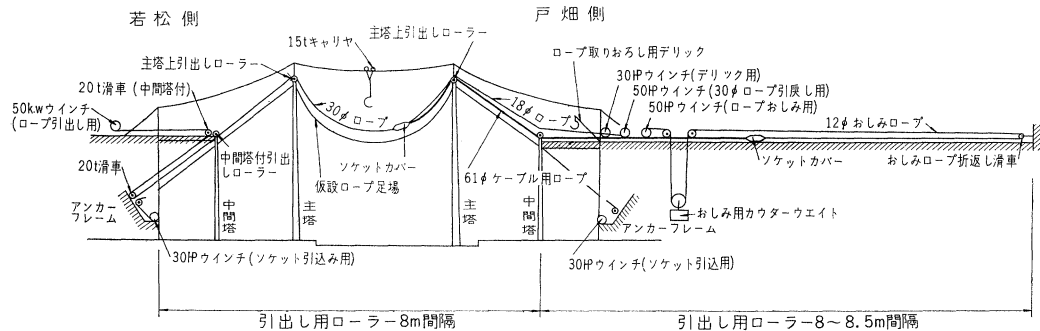 若松側
戸畑側
15tキャリヤ
主塔上引出しローラー
主塔上引出しローラー
ロープ取りおろし用デリック
20t滑車(中間塔付)
30IPウインチ(デリック用)
50IPウインチ(30φ引戻し用)
50IPウインチ(ロープおしみ用)
50kwウインチ
(ロープ引出し用)
30φロープ
18φロープ
12φおしみロープ
ソケットカバー
中間塔付引出
しローラー
ソケットカバー
おしみロープ折返し滑車
仮設ロープ足場
61φケーブル用ロープ
20t滑車
アンカー
フレーム
中間塔
主塔
主塔
中間塔
おしみ用カウターウエイト
アンカーフレーム
30IPウインチ(ソケット引込み用)
30IPウインチ(ソケット引込用)
引出し用ローラー8m間隔
引出し用ローラー8〜8.5m間隔